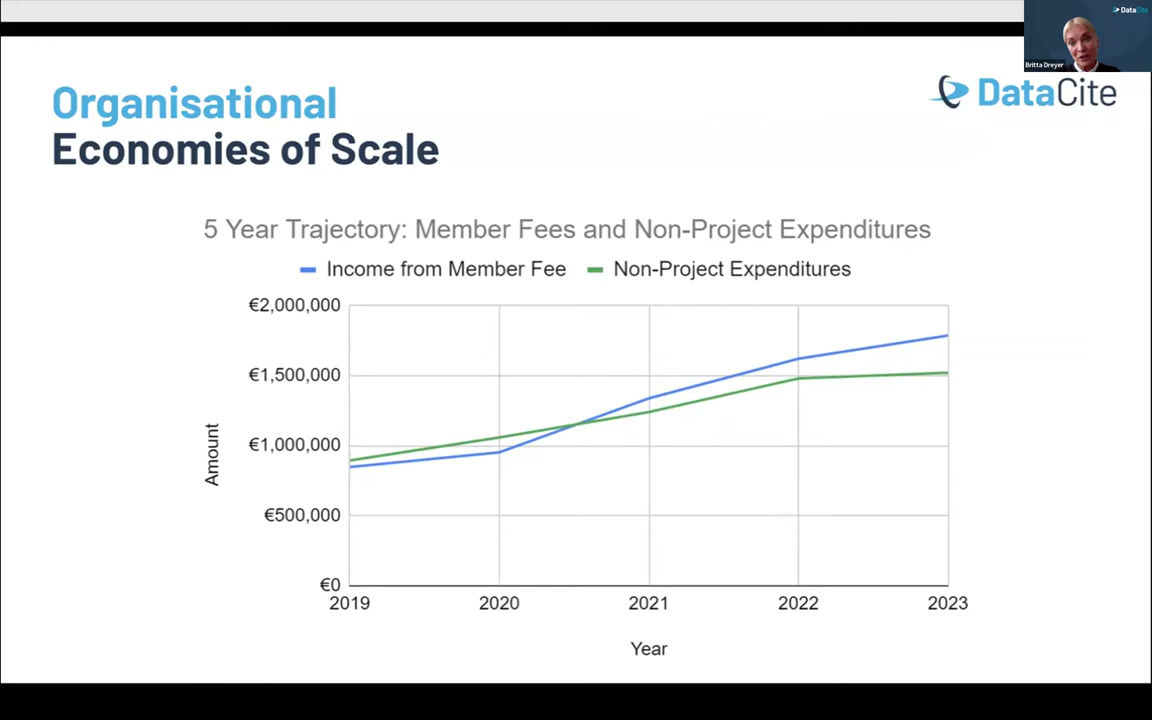 DataCite
Britta Dreyer
Organisational
Economies of Scale
DataCite
5 Year Trajectory: Member Fees and Non-Project Expenditures
Income from Member Fee
Non-Project Expenditures
€2,000,000
€1,500,000
€1,000,000
€500,000
€0
Amount
2019
2020
2021
2022
2023
Year